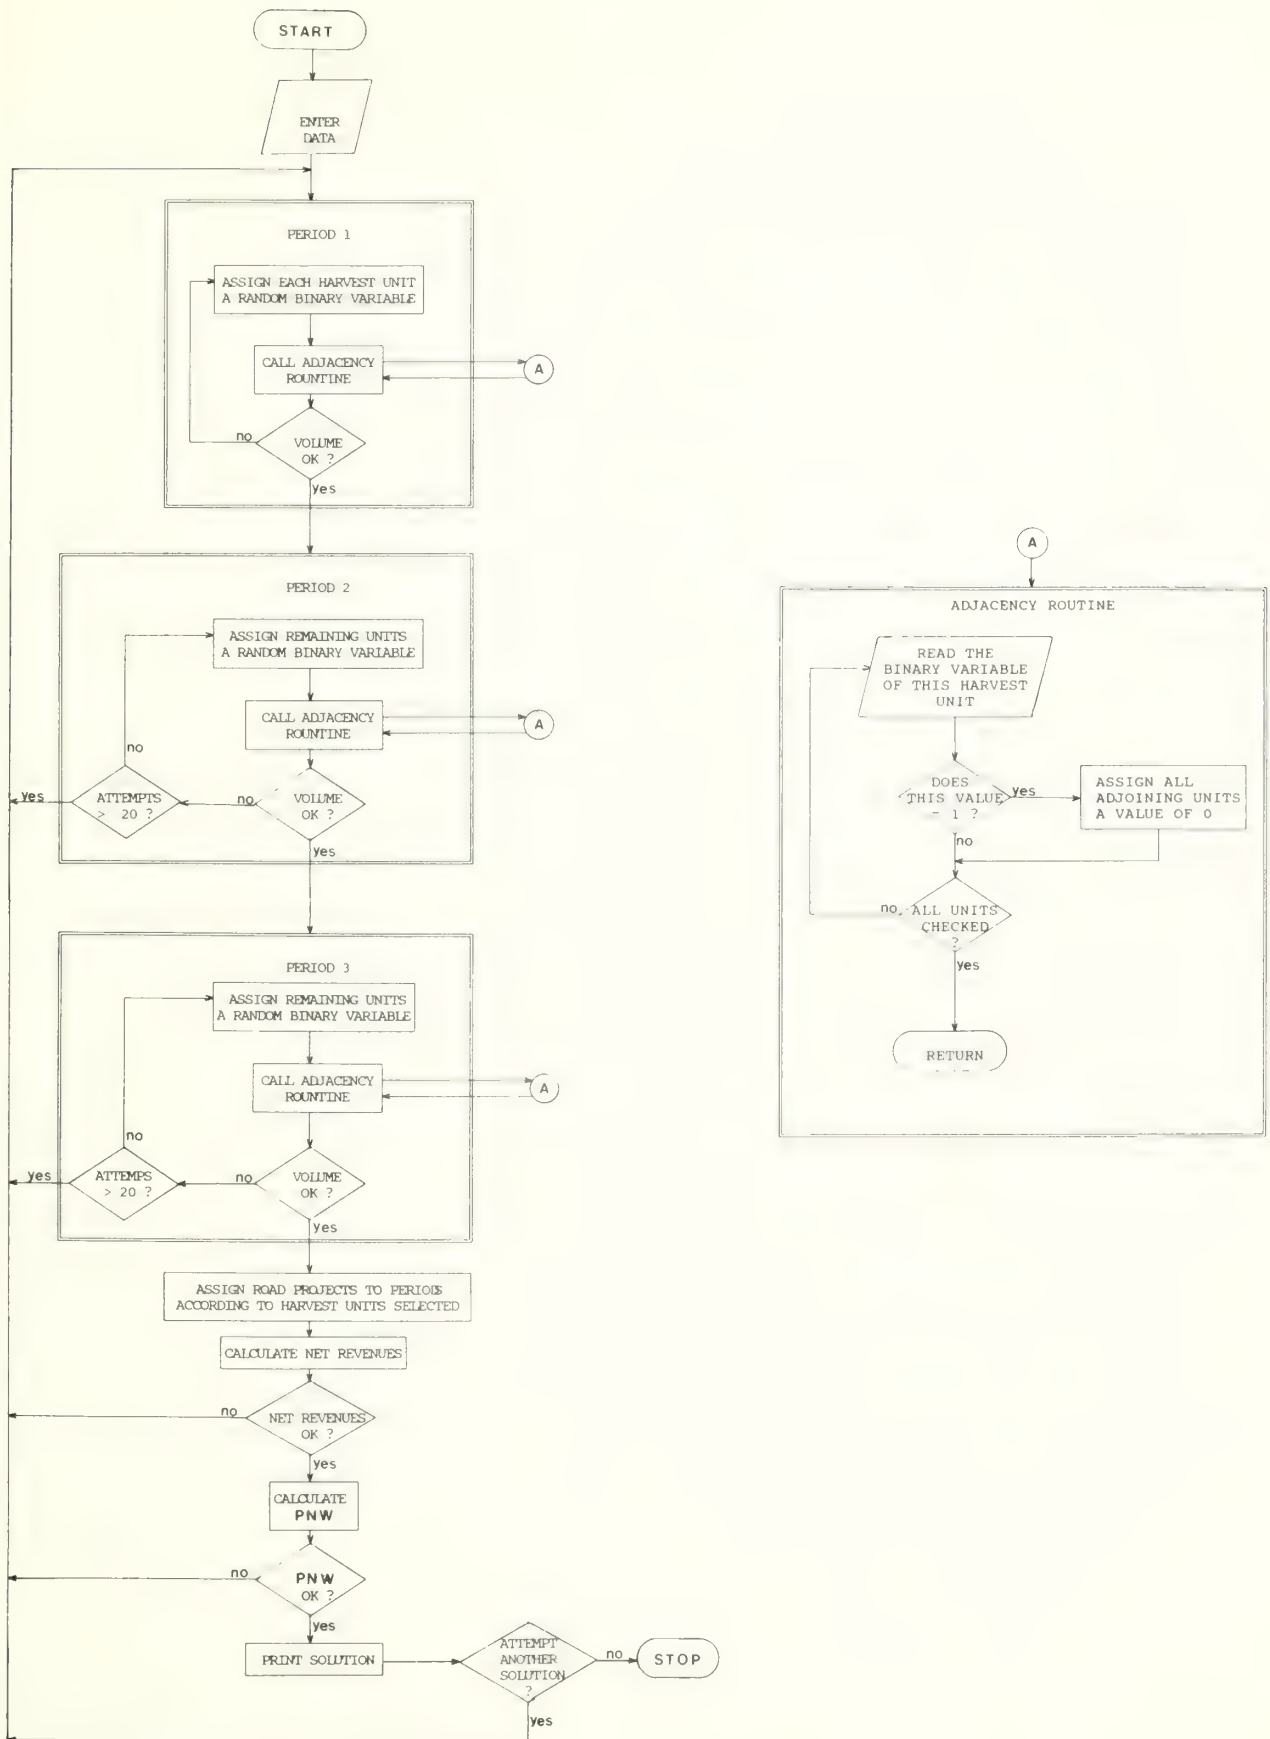 START
ENTER
DATA
PERIOD 1
ASSIGN EACH HARVEST UNIT
A RANDOM BINARY VARIABLE
CALL ADJACENCY
ROUNTINE
A
no
VOLUME
OK ?
yes
PERIOD 2
ASSIGN REMAINING UNITS
A RANDOM BINARY VARIABLE
CALL ADJACENCY
ROUNTINE
A
no
yes
ATTEMPTS
> 20 ?
no
VOLUME
OK ?
yes
PERIOD 3
ASSIGN REMAINING UNITS
A RANDOM BINARY VARIABLE
CALL ADJACENCY
ROUNTINE
A
no
yes
ATTEMPS
> 20 ?
no
VOLUME
OK ?
yes
ASSIGN ROAD PROJECTS TO PERIODS
ACCORDING TO HARVEST UNITS SELECTED
CALCULATE NET REVENUES
no
NET REVENUES
OK ?
yes
CALCULATE
PNW
no
PNW
OK ?
yes
PRINT SOLUTION
ATTEMPT
ANOTHER
SOLUTION
?
no
STOP
yes
A
ADJACENCY ROUTINE
READ THE
BINARY VARIABLE
OF THIS HARVEST
UNIT
DOES
THIS VALUE
= 1 ?
yes
ASSIGN ALL
ADJOINING UNITS
A VALUE OF 0
no
no
ALL UNITS
CHECKED
?
yes
RETURN